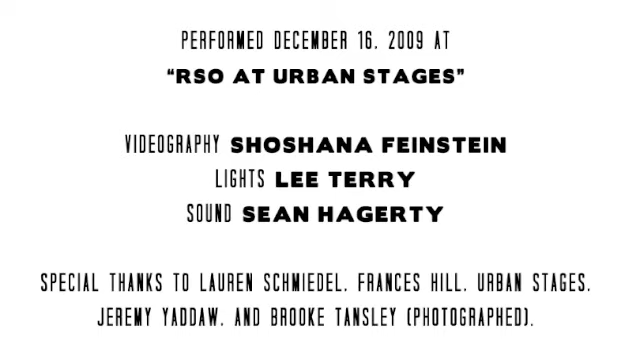 PERFORMED DECEMBER 16, 2009 AT
“RSO AT URBAN STAGES”
VIDEOGRAPHY SHOSHANA FEINSTEIN
LIGHTS LEE TERRY
SOUND SEAN HAGERTY
SPECIAL THANKS TO LAUREN SCHMIEDEL, FRANCES HILL, URBAN STAGES,
JEREMY YADDAW, AND BROOKE TANSLEY (PHOTOGRAPHED).